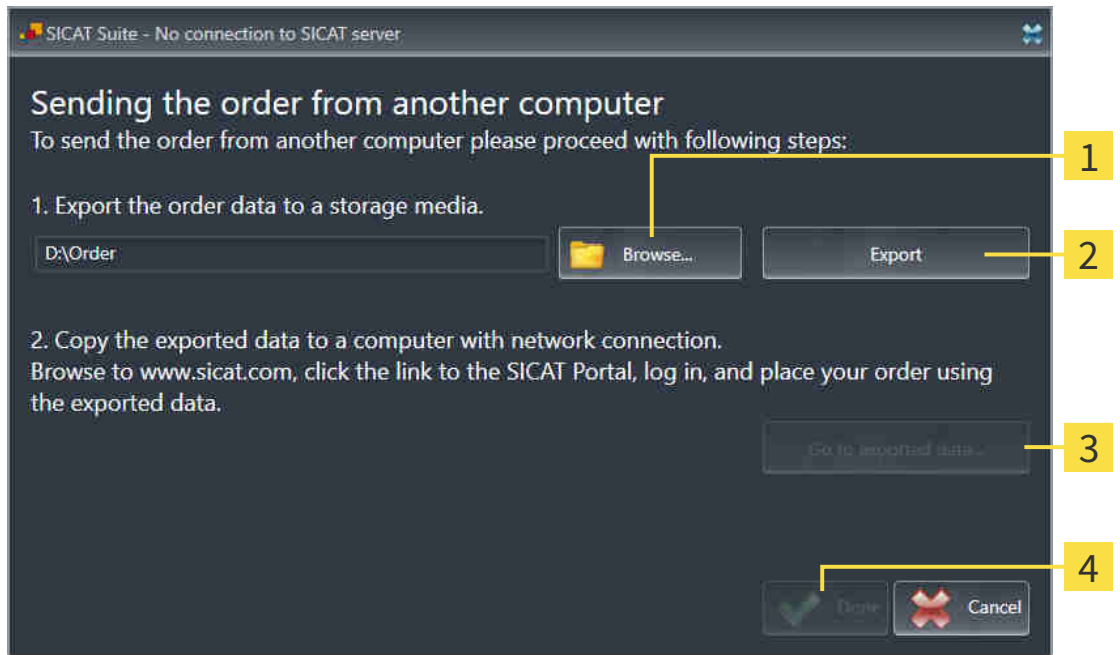 SICAT Suite - No connection to SICAT server
Sending the order from another computer
To send the order from another computer please proceed with following steps:
1
1. Export the order data to a storage media.
D:\Order
Browse...
Export
2
2. Copy the exported data to a computer with network connection.
Browse to www.sicat.com, click the link to the SICAT Portal, log in, and place your order using
the exported data.
Go to exported data...
3
4
Done
Cancel